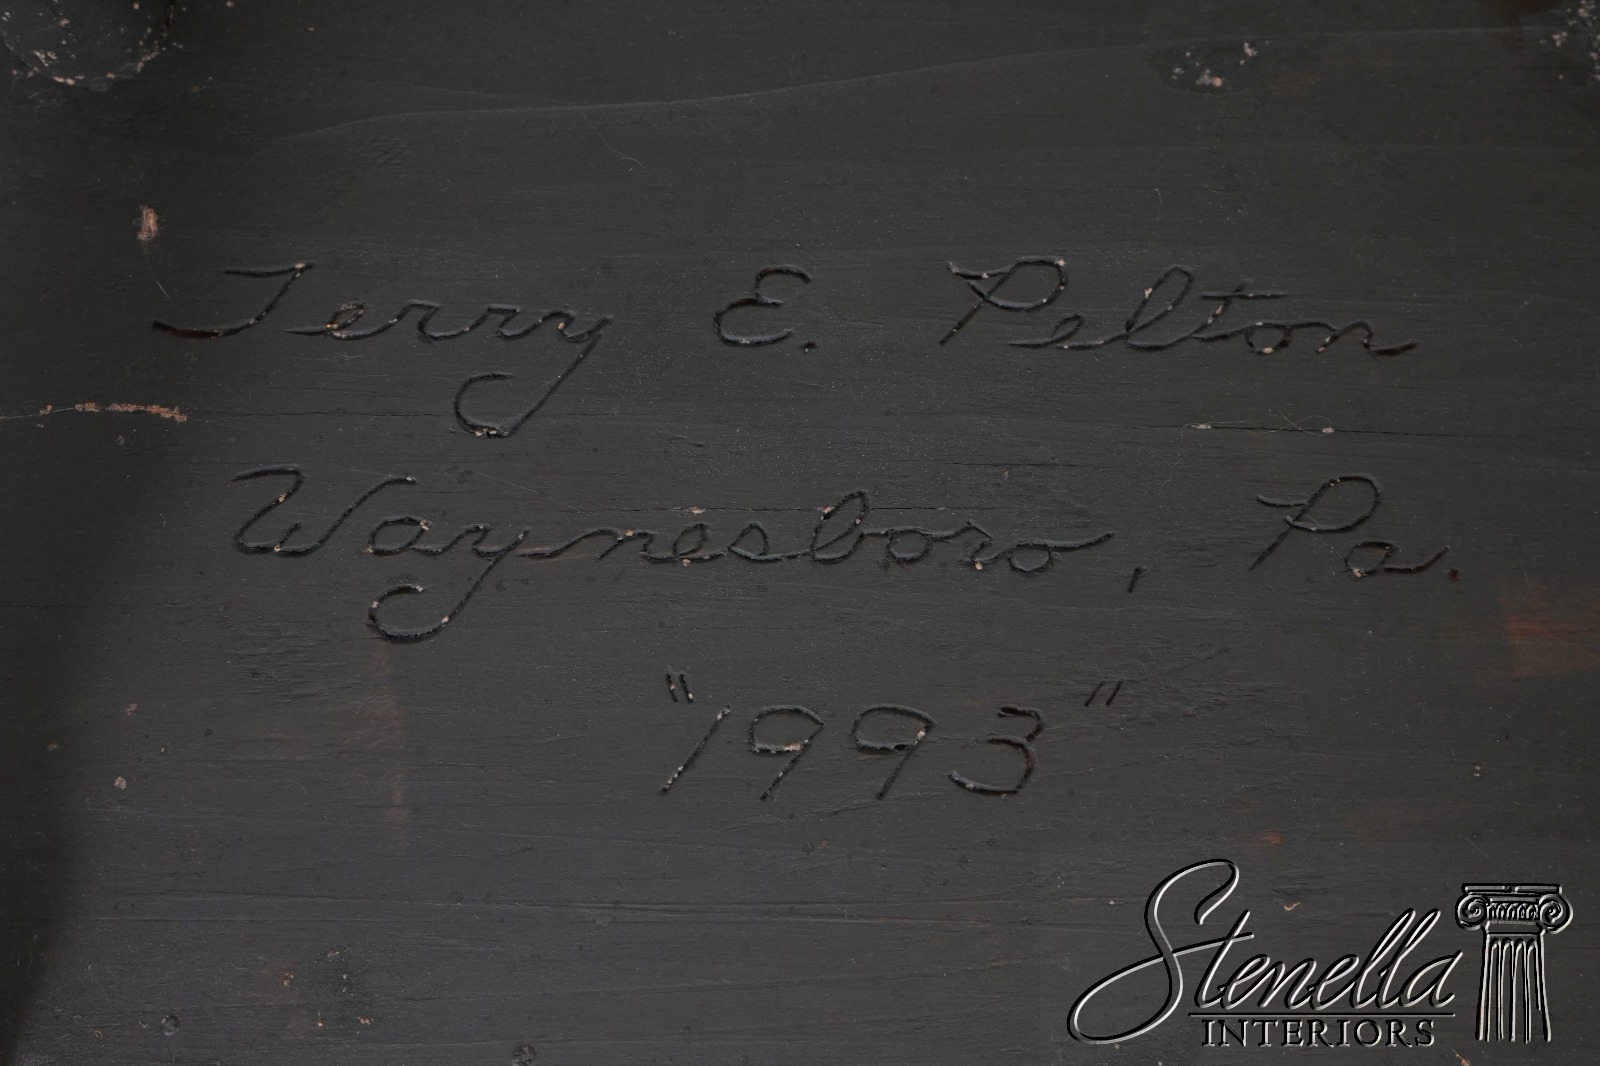 Terry E. Pelton
Waynesboro, Pa.
"1993"
Stenella
INTERIORS